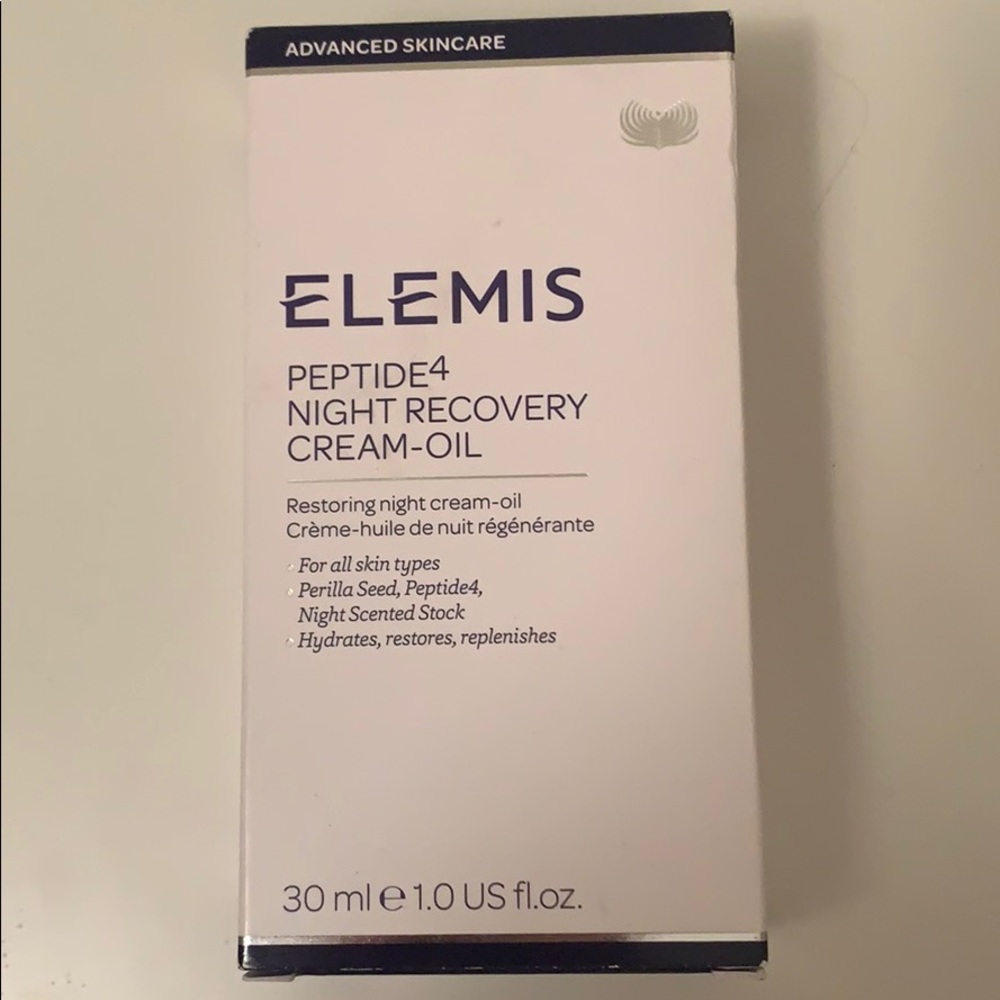 ADVANCED SKINCARE
ELEMIS
PEPTIDE4
NIGHT RECOVERY
CREAM-OIL
Restoring night cream-oil
Crème-huile de nuit régénérante
· For all skin types
· Perilla Seed, Peptide4,
Night Scented Stock
· Hydrates, restores, replenishes
30 ml e 1.0 US fl.oz.